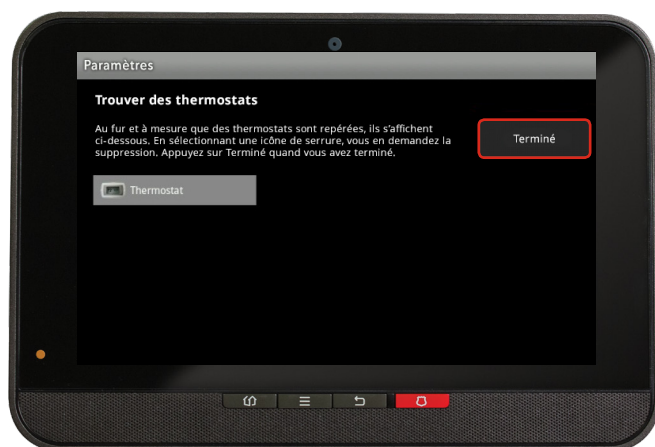 Paramètres
Trouver des thermostats
Au fur et à mesure que des thermostats sont repérées, ils s’affichent
ci-dessous. En sélectionnant une icône de serrure, vous en demandez la
suppression. Appuyez sur Terminé quand vous avez terminé.
Terminé
Thermostat